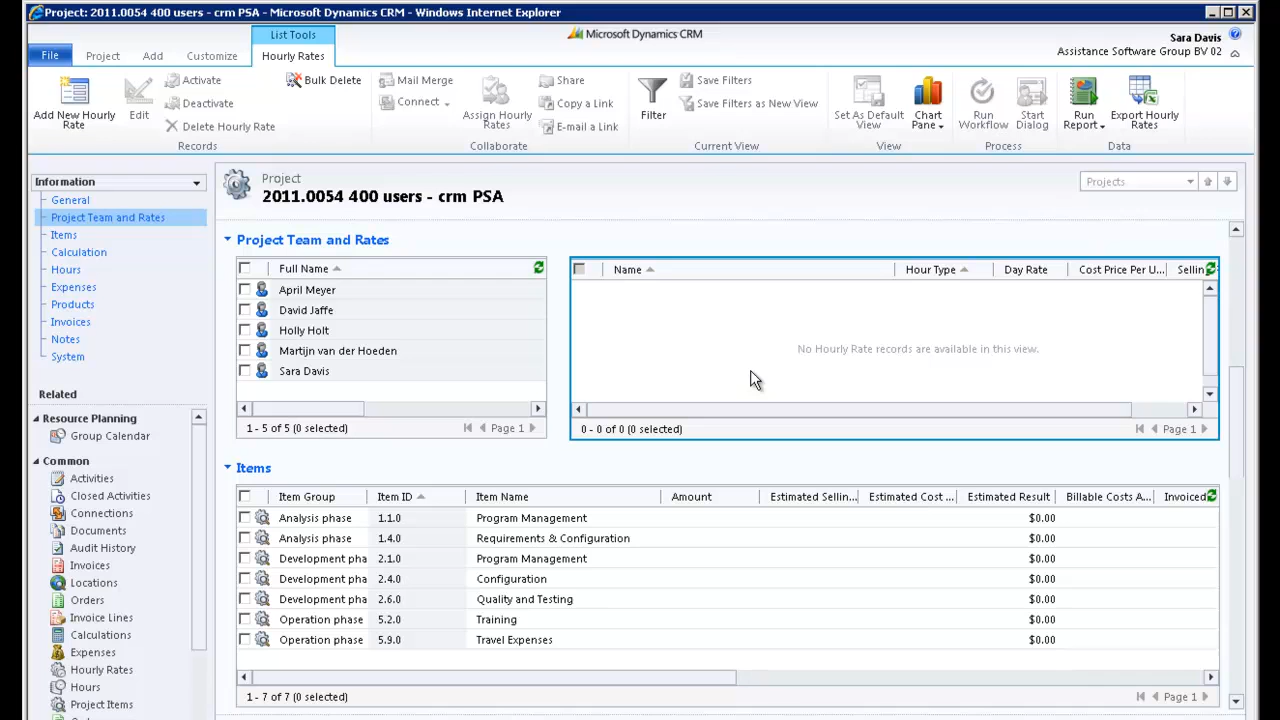 Project: 2011.0054 400 users - crm PSA - Microsoft Dynamics CRM - Windows Internet Explorer
List Tools
Microsoft Dynamics CRM
Sara Davis
Assistance Software Group BV 02
File Project Add Customize Hourly Rates
Add New Hourly Rate
Edit
Activate
Deactivate
Delete Hourly Rate
Bulk Delete
Records
Mail Merge
Connect
Assign Hourly Rates
Share
Copy a Link
E-mail a Link
Collaborate
Filter
Save Filters
Save Filters as New View
Current View
Set As Default View
Chart Pane
View
Run Workflow
Start Dialog
Process
Run Report
Export Hourly Rates
Data
Information
General
Project Team and Rates
Items
Calculation
Hours
Expenses
Products
Invoices
Notes
System
Related
Resource Planning
Group Calendar
Common
Activities
Closed Activities
Connections
Documents
Audit History
Invoices
Locations
Orders
Invoice Lines
Calculations
Expenses
Hourly Rates
Hours
Project Items
Project
2011.0054 400 users - crm PSA
Projects
Project Team and Rates
Full Name
April Meyer
David Jaffe
Holly Holt
Martijn van der Hoeden
Sara Davis
1 - 5 of 5 (0 selected) Page 1
Name Hour Type Day Rate Cost Price Per U... Sellin
No Hourly Rate records are available in this view.
0 - 0 of 0 (0 selected) Page 1
Items
Item Group Item ID Item Name Amount Estimated Sellin... Estimated Cost ... Estimated Result Billable Costs A... Invoiced
Analysis phase 1.1.0 Program Management $0.00
Analysis phase 1.4.0 Requirements & Configuration $0.00
Development pha 2.1.0 Program Management $0.00
Development pha 2.4.0 Configuration $0.00
Development pha 2.6.0 Quality and Testing $0.00
Operation phase 5.2.0 Training $0.00
Operation phase 5.9.0 Travel Expenses $0.00
1 - 7 of 7 (0 selected) Page 1